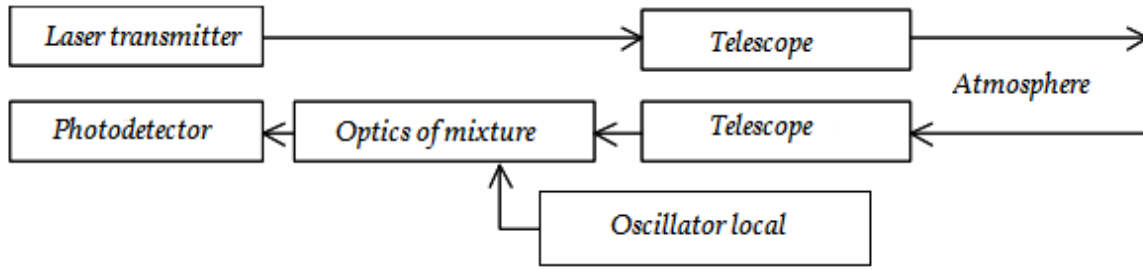 Laser transmitter
Telescope
Atmosphere
Photodetector
Optics of mixture
Telescope
Oscillator local